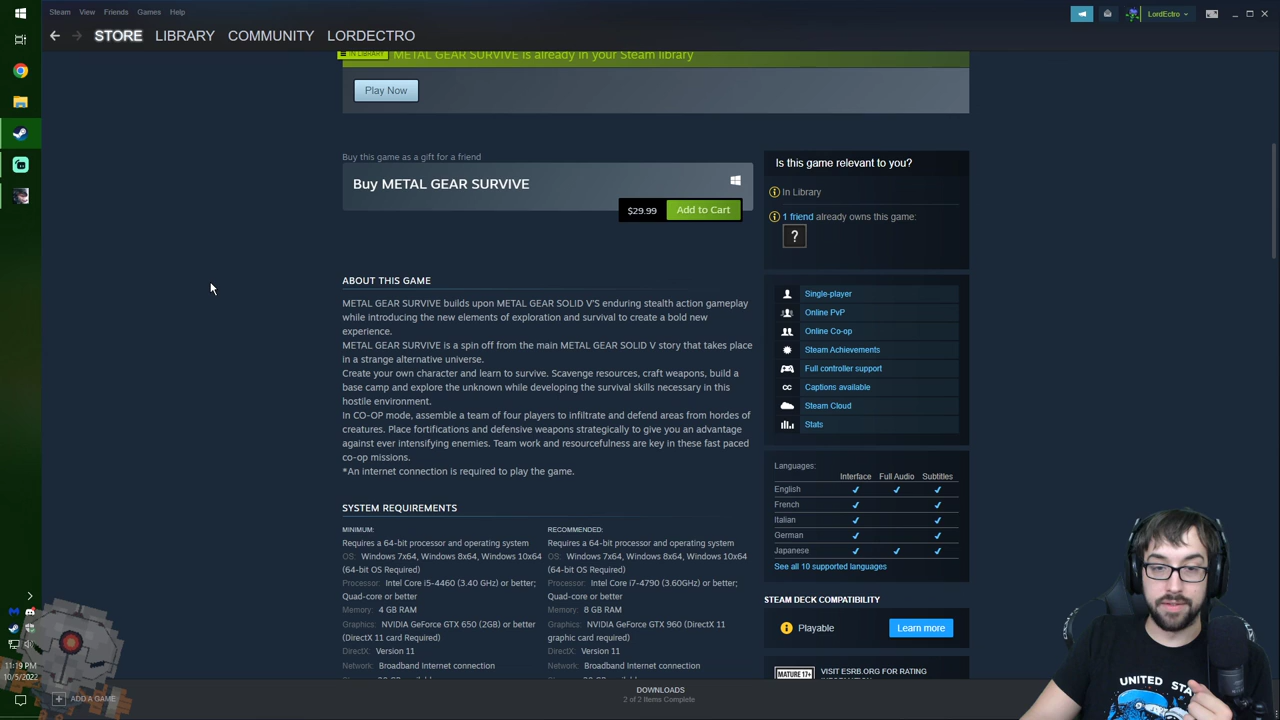 Steam View Friends Games Help
LordEctro
STORE LIBRARY COMMUNITY LORDECTRO
IN LIBRARY METAL GEAR SURVIVE is already in your Steam library
Play Now
Buy this game as a gift for a friend
Buy METAL GEAR SURVIVE
$29.99 Add to Cart
ABOUT THIS GAME
METAL GEAR SURVIVE builds upon METAL GEAR SOLID V'S enduring stealth action gameplay
while introducing the new elements of exploration and survival to create a bold new
experience.
METAL GEAR SURVIVE is a spin off from the main METAL GEAR SOLID V story that takes place
in a strange alternative universe.
Create your own character and learn to survive. Scavenge resources, craft weapons, build a
base camp and explore the unknown while developing the survival skills necessary in this
hostile environment.
In CO-OP mode, assemble a team of four players to infiltrate and defend areas from hordes of
creatures. Place fortifications and defensive weapons strategically to give you an advantage
against ever intensifying enemies. Team work and resourcefulness are key in these fast paced
co-op missions.
*An internet connection is required to play the game.
SYSTEM REQUIREMENTS
MINIMUM:
Requires a 64-bit processor and operating system
OS: Windows 7x64, Windows 8x64, Windows 10x64
(64-bit OS Required)
Processor: Intel Core i5-4460 (3.40 GHz) or better;
Quad-core or better
Memory: 4 GB RAM
Graphics: NVIDIA GeForce GTX 650 (2GB) or better
(DirectX 11 card Required)
DirectX: Version 11
Network: Broadband Internet connection
RECOMMENDED:
Requires a 64-bit processor and operating system
OS: Windows 7x64, Windows 8x64, Windows 10x64
(64-bit OS Required)
Processor: Intel Core i7-4790 (3.60GHz) or better;
Quad-core or better
Memory: 8 GB RAM
Graphics: NVIDIA GeForce GTX 960 (DirectX 11
graphic card required)
DirectX: Version 11
Network: Broadband Internet connection
Is this game relevant to you?
In Library
1 friend already owns this game:
?
Single-player
Online PvP
Online Co-op
Steam Achievements
Full controller support
CC Captions available
Steam Cloud
Stats
Languages:
Interface Full Audio Subtitles
English
French
Italian
German
Japanese
See all 10 supported languages
STEAM DECK COMPATIBILITY
Playable Learn more
MATURE 17+ VISIT ESRB.ORG FOR RATING
INFORMATION
11:19 PM
10/5/2022
ADD A GAME
DOWNLOADS
2 of 2 Items Complete
UNITED STA